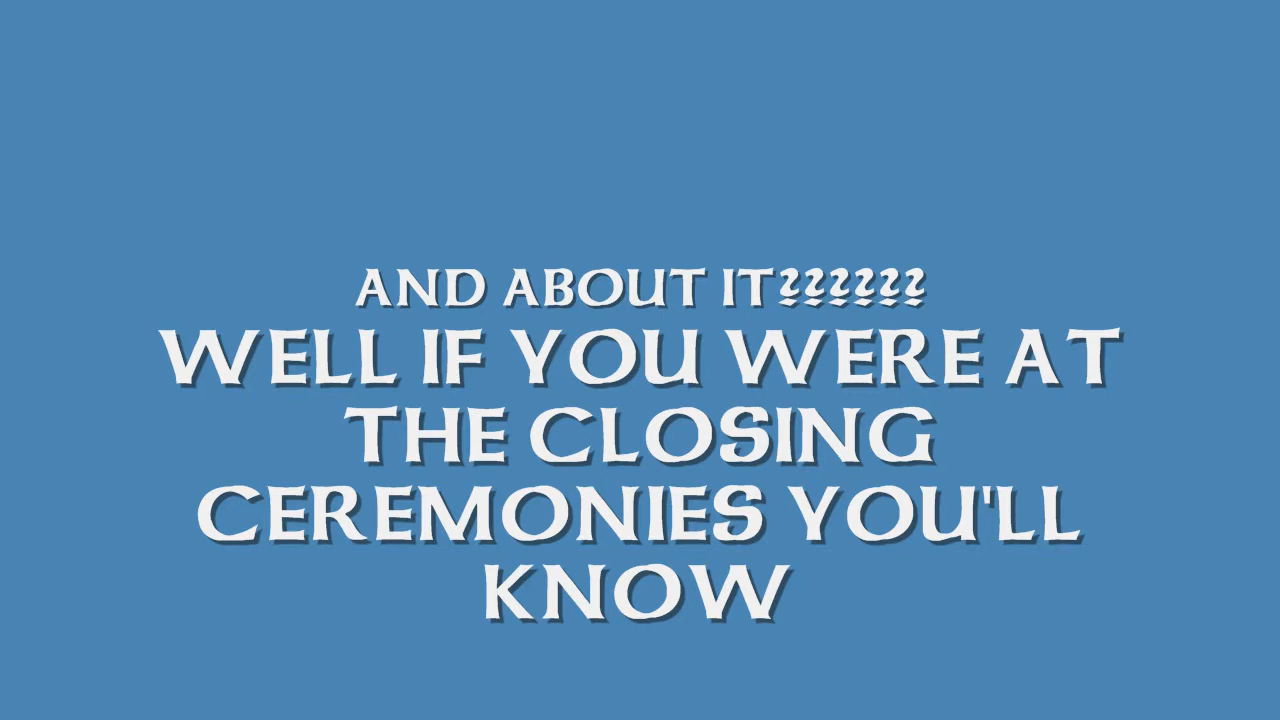 AND ABOUT IT??????
WELL IF YOU WERE AT
THE CLOSING
CEREMONIES YOU'LL
KNOW